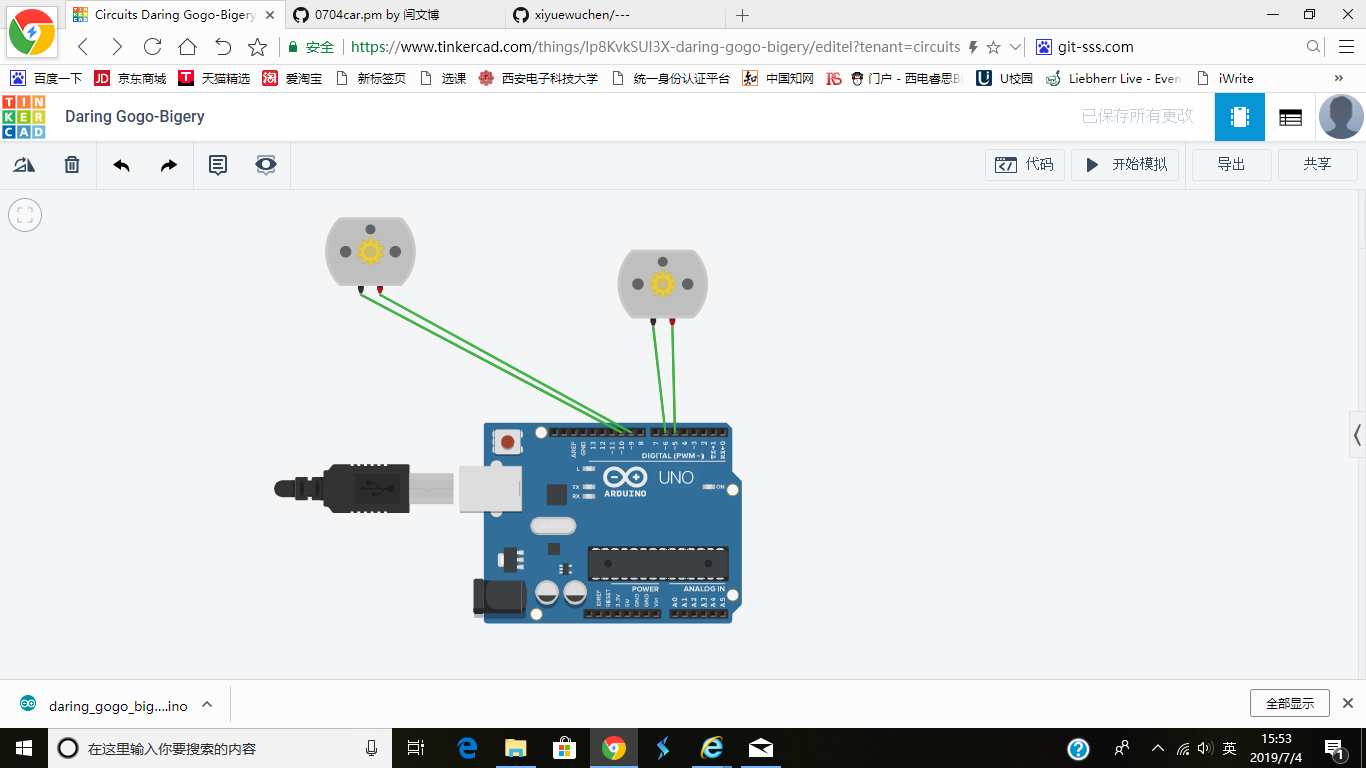 Circuits Daring Gogo-Bigery
0704car.pm by 闫文博
xiyuewuchen/---
安全
https://www.tinkercad.com/things/lp8KvkSUI3X-daring-gogo-bigery/editel?tenant=circuits
git-sss.com
百度一下
京东商城
天猫精选
爱淘宝
新标签页
选课
西安电子科技大学
统一身份认证平台
中国知网
门户 - 西电睿思B
U校园
Liebherr Live - Even
iWrite
TINKERCAD
Daring Gogo-Bigery
已保存所有更改
代码
开始模拟
导出
共享
AREF
GND
13
12
~11
~10
~9
8
7
~6
~5
4
~3
2
TX→1
RX←0
DIGITAL (PWM~)
L
TX
RX
ARDUINO
UNO
ON
POWER
ANALOG IN
IOREF
RESET
3.3V
5V
GND
GND
Vin
A0
A1
A2
A3
A4
A5
daring_gogo_big....ino
全部显示
在这里输入你要搜索的内容
英
15:53
2019/7/4
1